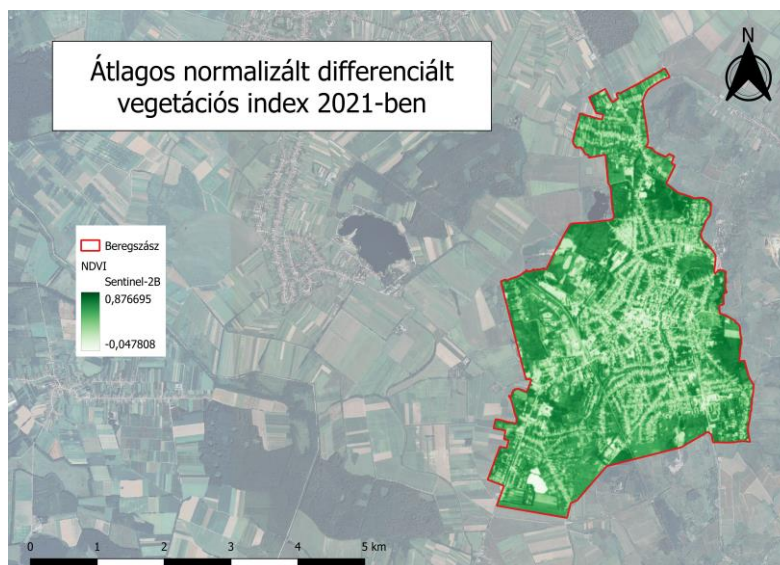 Átlagos normalizált differenciált
vegetációs index 2021-ben
N
Beregszász
NDVI
Sentinel-2B
0,876695
-0,047808
0 1 2 3 4 5 km